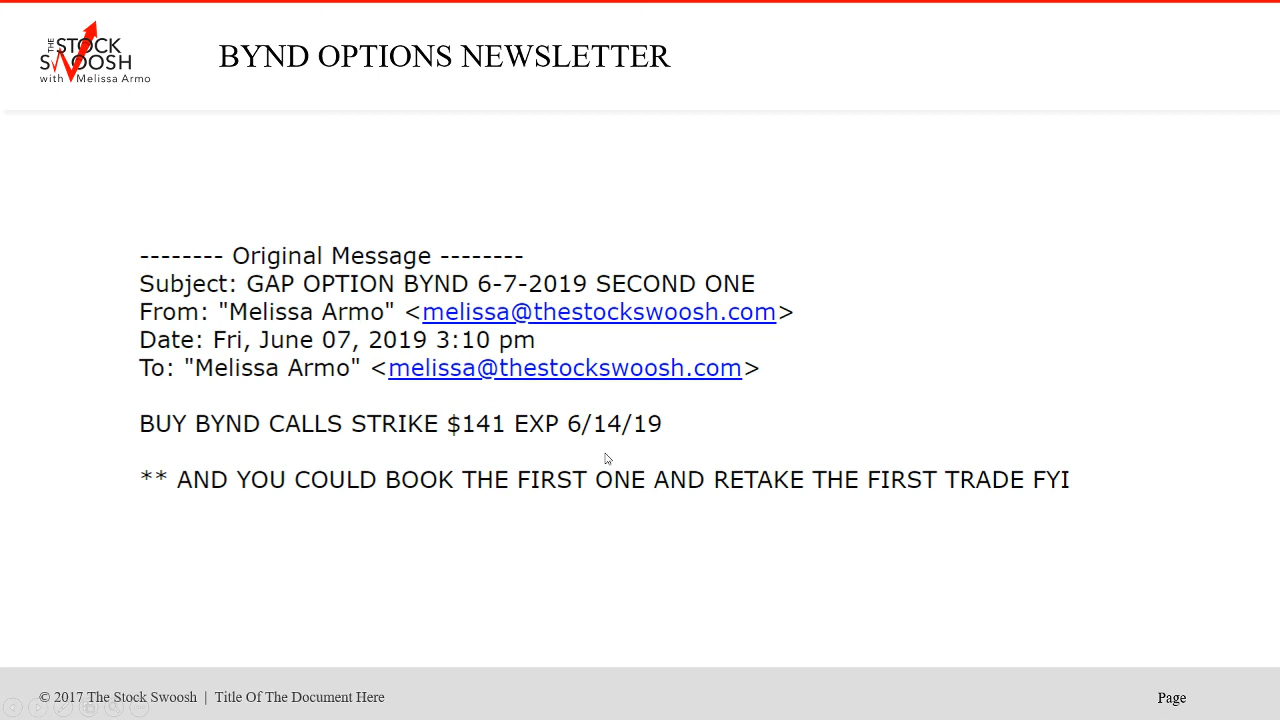 THE STOCK
SWOOSH
with Melissa Armo
BYND OPTIONS NEWSLETTER
-------- Original Message --------
Subject: GAP OPTION BYND 6-7-2019 SECOND ONE
From: "Melissa Armo" <melissa@thestockswoosh.com>
Date: Fri, June 07, 2019 3:10 pm
To: "Melissa Armo" <melissa@thestockswoosh.com>
BUY BYND CALLS STRIKE $141 EXP 6/14/19
** AND YOU COULD BOOK THE FIRST ONE AND RETAKE THE FIRST TRADE FYI
© 2017 The Stock Swoosh | Title Of The Document Here
Page